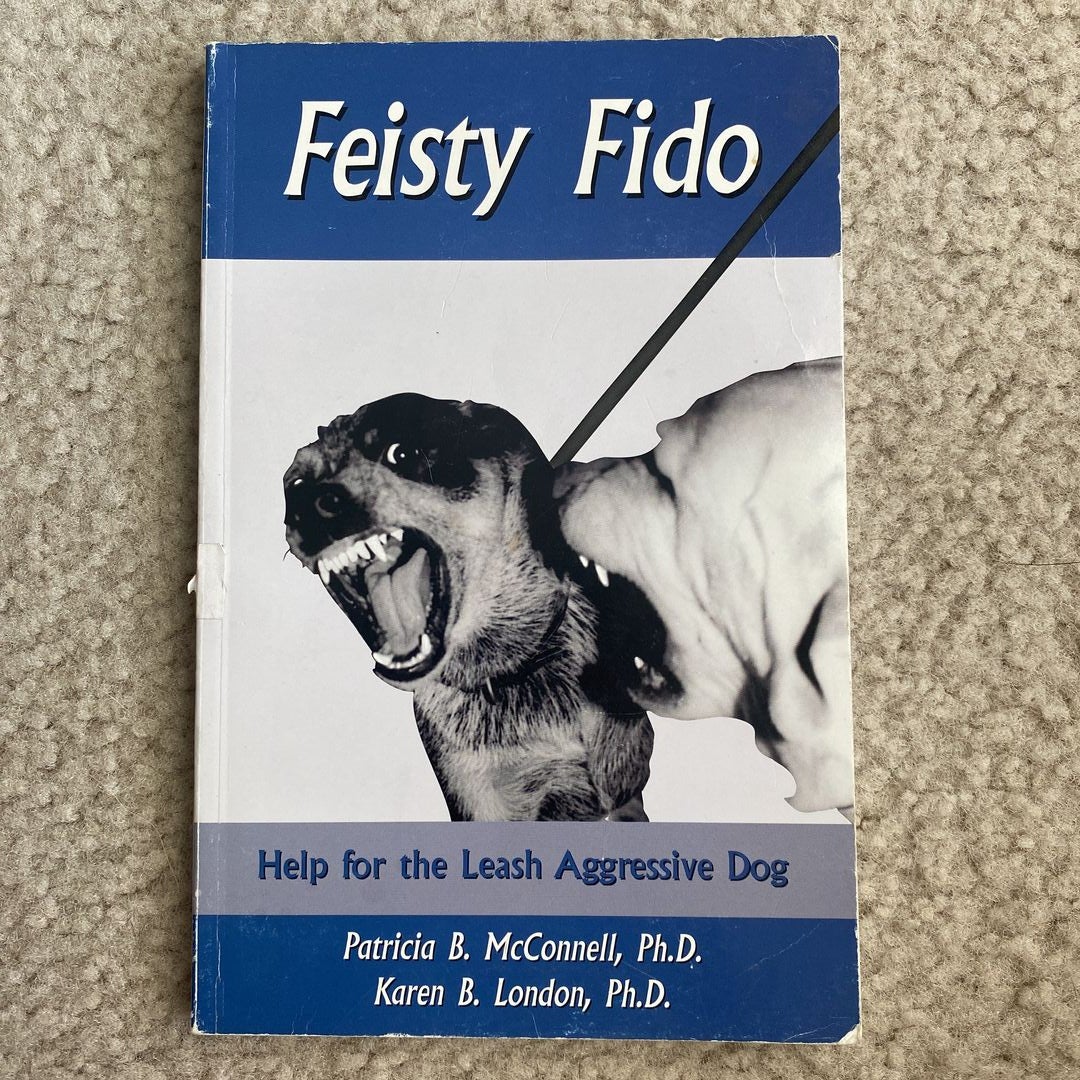 Feisty Fido
Help for the Leash Aggressive Dog
Patricia B. McConnell, Ph.D.
Karen B. London, Ph.D.